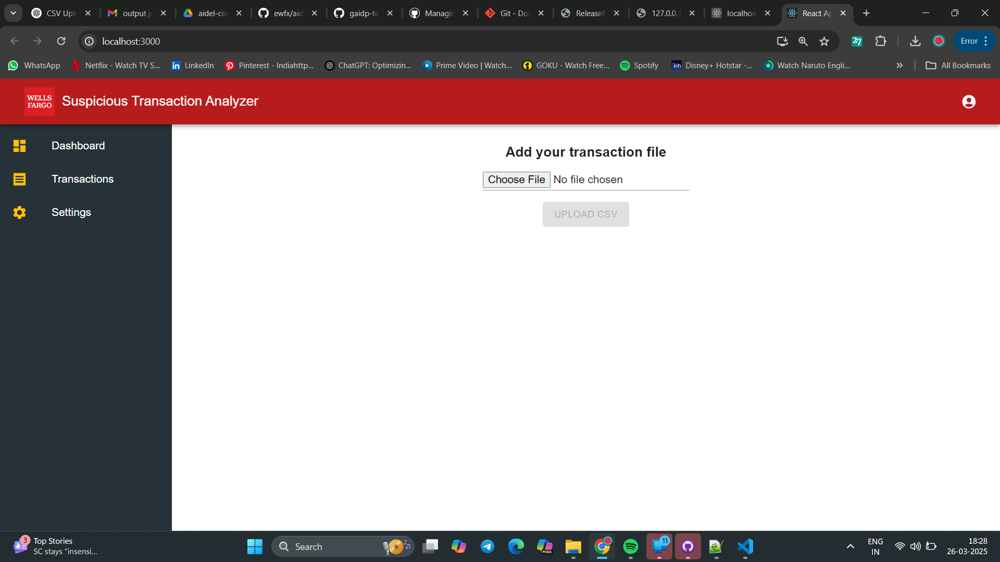 CSV Upl
output.js
aidel-co
ewfx/aid
gaidp-te
Managin
Git - Do
Release
127.0.0.1
localhos
React Ap
localhost:3000
27
Error
WhatsApp
Netflix - Watch TV S...
LinkedIn
Pinterest - Indiahttp...
ChatGPT: Optimizin...
Prime Video | Watch...
GOKU - Watch Free...
Spotify
Disney+ Hotstar -...
Watch Naruto Engli...
All Bookmarks
WELLS
FARGO
Suspicious Transaction Analyzer
Dashboard
Transactions
Settings
Add your transaction file
Choose File No file chosen
UPLOAD CSV
3
Top Stories
SC stays "insensi...
Search
M365
11
ENG
IN
18:28
26-03-2025